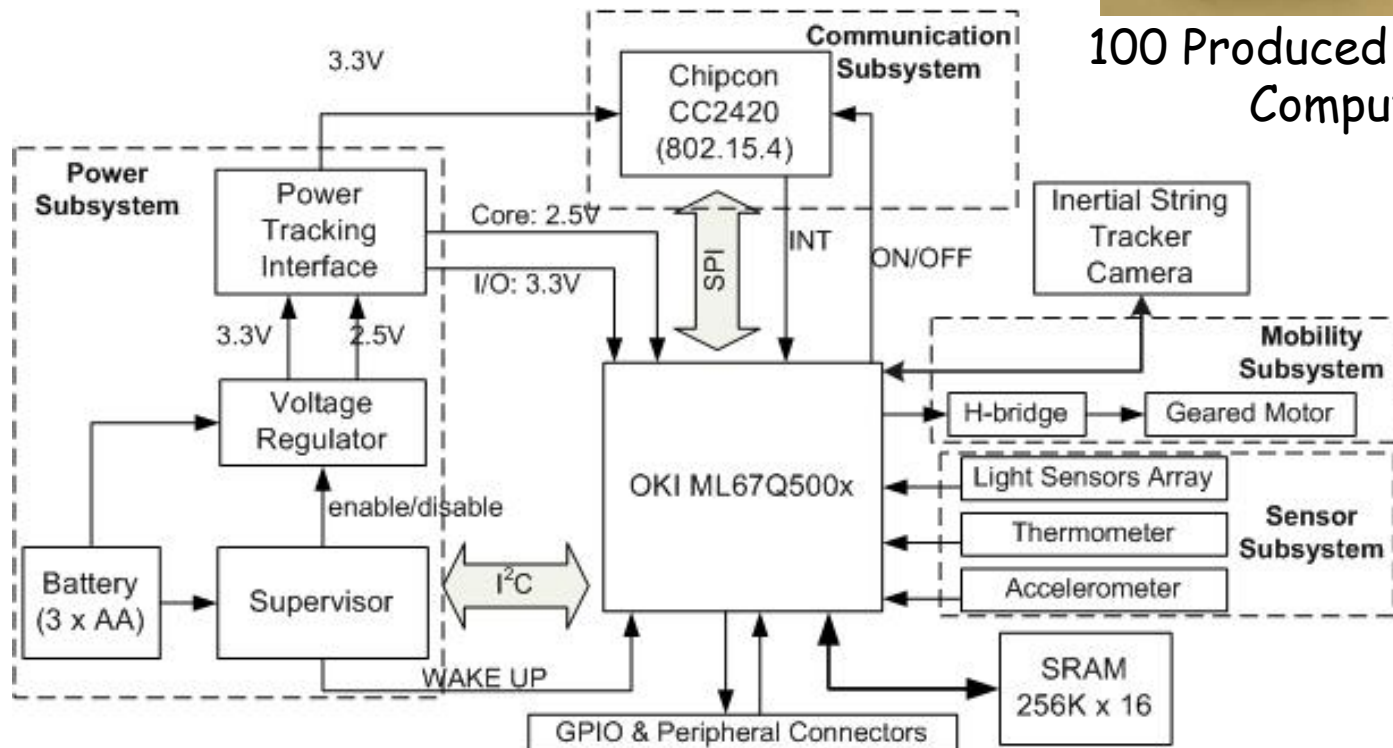 100 Produced
Compu
Communication
Subsystem
3.3V
Chipcon
CC2420
(802.15.4)
Power
Subsystem
Power
Tracking
Interface
Core: 2.5V
I/O: 3.3V
SPI
INT
ON/OFF
Inertial String
Tracker
Camera
3.3V
2.5V
Mobility
Subsystem
Voltage
Regulator
H-bridge
Geared Motor
OKI ML67Q500x
Light Sensors Array
Thermometer
Accelerometer
Sensor
Subsystem
enable/disable
Battery
(3 x AA)
Supervisor
I²C
WAKE UP
SRAM
256K x 16
GPIO & Peripheral Connectors